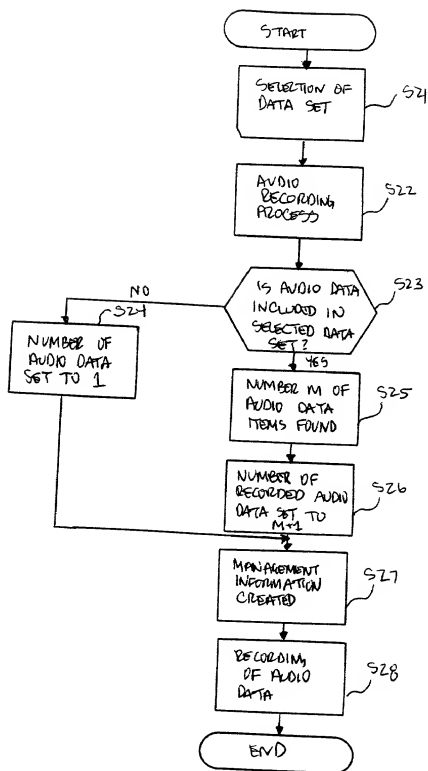 START
SELECTION OF
DATA SET
S21
AUDIO
RECORDING
PROCESS
S22
IS AUDIO DATA
INCLUDED IN
SELECTED DATA
SET?
S23
NO
YES
S24
NUMBER OF
AUDIO DATA
SET TO 1
NUMBER M OF
AUDIO DATA
ITEMS FOUND
S25
NUMBER OF
RECORDED AUDIO
DATA SET TO
M+1
S26
MANAGEMENT
INFORMATION
CREATED
S27
RECORDING
OF AUDIO
DATA
S28
END